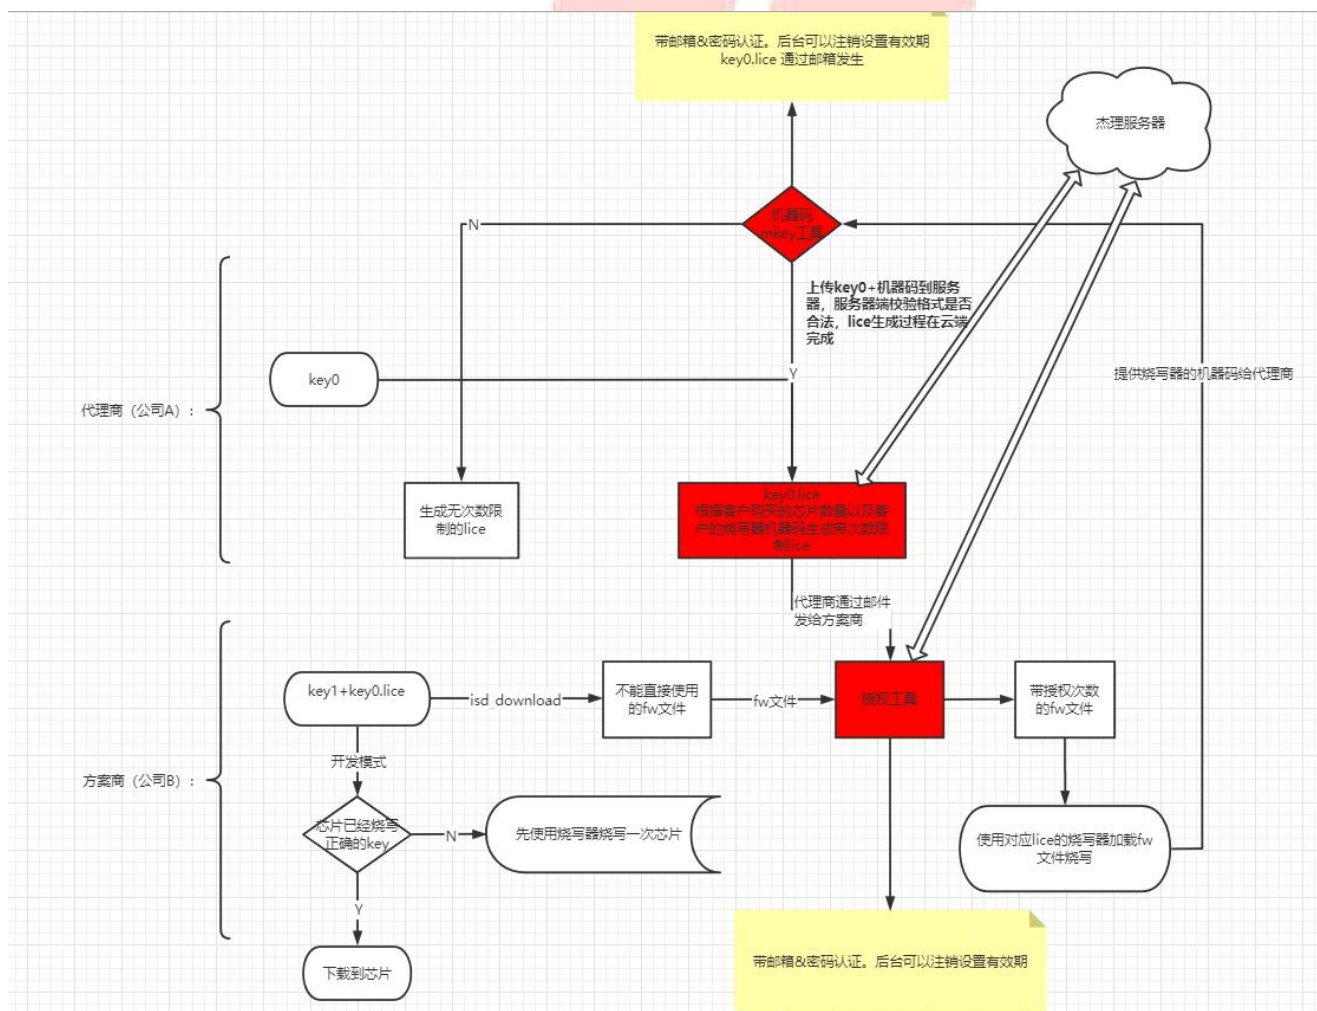 带邮箱&密码认证。后台可以注销设置有效期
key0.lice 通过邮箱发生
杰理服务器
机器码
mkey工具
N
上传key0+机器码到服务
器，服务器端校验格式是否
合法，lice生成过程在云端
完成
Y
key0
提供烧写器的机器码给代理商
代理商（公司A）：
生成无次数限
制的lice
key0.lice
根据客户购买的芯片数量以及客
户的烧写器机器码生成带次数限
制lice
代理商通过邮件
发给方案商
key1+key0.lice
isd_download
不能直接使用
的fw文件
fw文件
授权工具
带授权次数
的fw文件
开发模式
方案商（公司B）：
芯片已经烧写
正确的key
N
先使用烧写器烧写一次芯片
使用对应lice的烧写器加载fw
文件烧写
Y
下载到芯片
带邮箱&密码认证。后台可以注销设置有效期